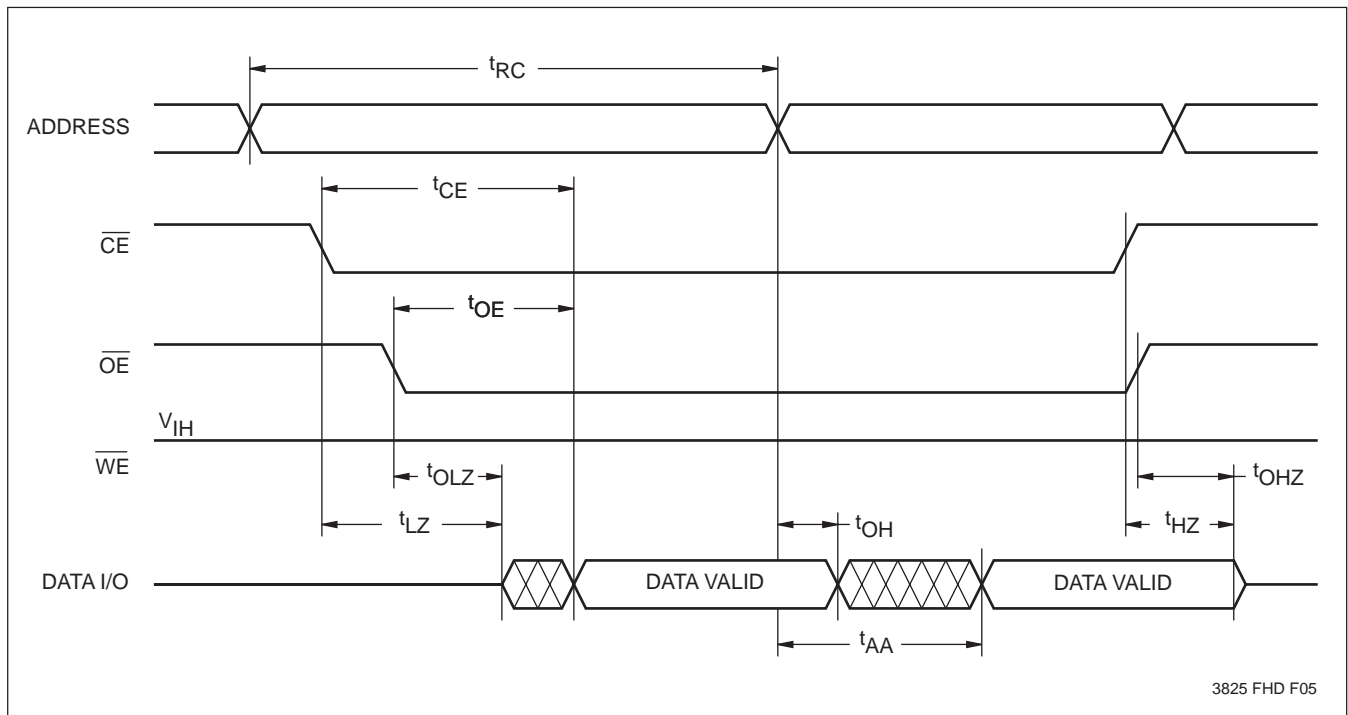 tRC
ADDRESS
tCE
CE
tOE
OE
VIH
WE
tOLZ
tOHZ
tLZ
tOH
tHZ
DATA I/O
DATA VALID
DATA VALID
tAA
3825 FHD F05